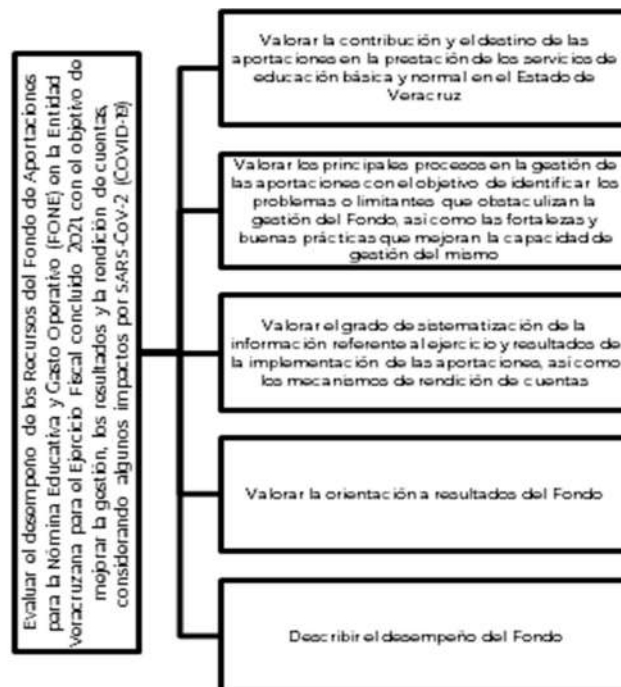 Evaluar el desempeño de los Recursos del Fondo de Aportaciones
para la Nómina Educativa y Gasto Operativo (FONE) en la Entidad
Veracruzana para el Ejercicio Fiscal concluido 2021, con el objetivo de
mejorar la gestión, los resultados y la rendición de cuentas,
considerando algunos impactos por SARs-CoV-2 (COVID-19)
Valorar la contribución y el destino de las
aportaciones en la prestación de los servicios de
educación básica y normal en el Estado de
Veracruz
Valorar los principales procesos en la gestión de
las aportaciones con el objetivo de identificar los
problemas o limitantes que obstaculizan la
gestión del Fondo, así como las fortalezas y
buenas prácticas que mejoran la capacidad de
gestión del mismo
Valorar el grado de sistematización de la
información referente al ejercicio y resultados de
la implementación de las aportaciones, así como
los mecanismos de rendición de cuentas
Valorar la orientación a resultados del Fondo
Describir el desempeño del Fondo